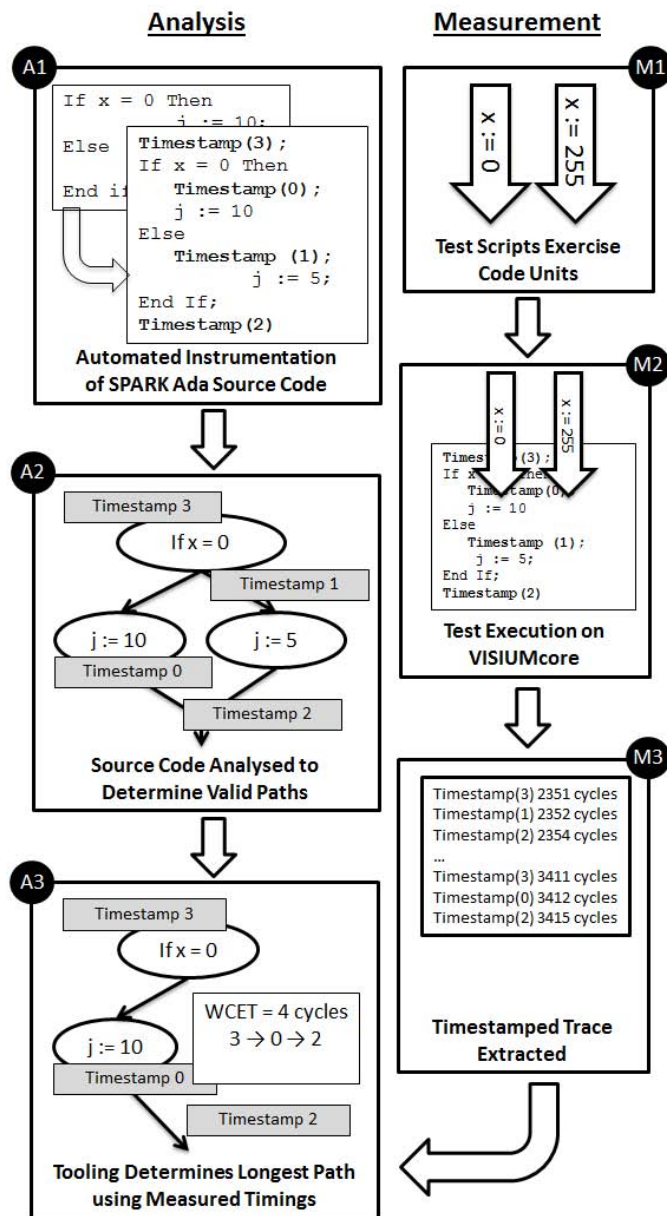 Analysis
A1
If x = 0 Then
j := 10;
Else
End if
Timestamp(3);
If x = 0 Then
Timestamp(0);
j := 10
Else
Timestamp (1);
j := 5;
End If;
Timestamp(2)
Automated Instrumentation
of SPARK Ada Source Code
A2
Timestamp 3
If x = 0
Timestamp 1
j := 10
j := 5
Timestamp 0
Timestamp 2
Source Code Analysed to
Determine Valid Paths
A3
Timestamp 3
If x = 0
WCET = 4 cycles
3 → 0 → 2
j := 10
Timestamp 0
Timestamp 2
Tooling Determines Longest Path
using Measured Timings
Measurement
M1
x := 0
x := 255
Test Scripts Exercise
Code Units
M2
x := 0
x := 255
Timest (3);
If x Then
Timestamp(0)
j := 10
Else
Timestamp (1);
j := 5;
End If;
Timestamp(2)
Test Execution on
VISIUMcore
M3
Timestamp(3) 2351 cycles
Timestamp(1) 2352 cycles
Timestamp(2) 2354 cycles
...
Timestamp(3) 3411 cycles
Timestamp(0) 3412 cycles
Timestamp(2) 3415 cycles
Timestamped Trace
Extracted